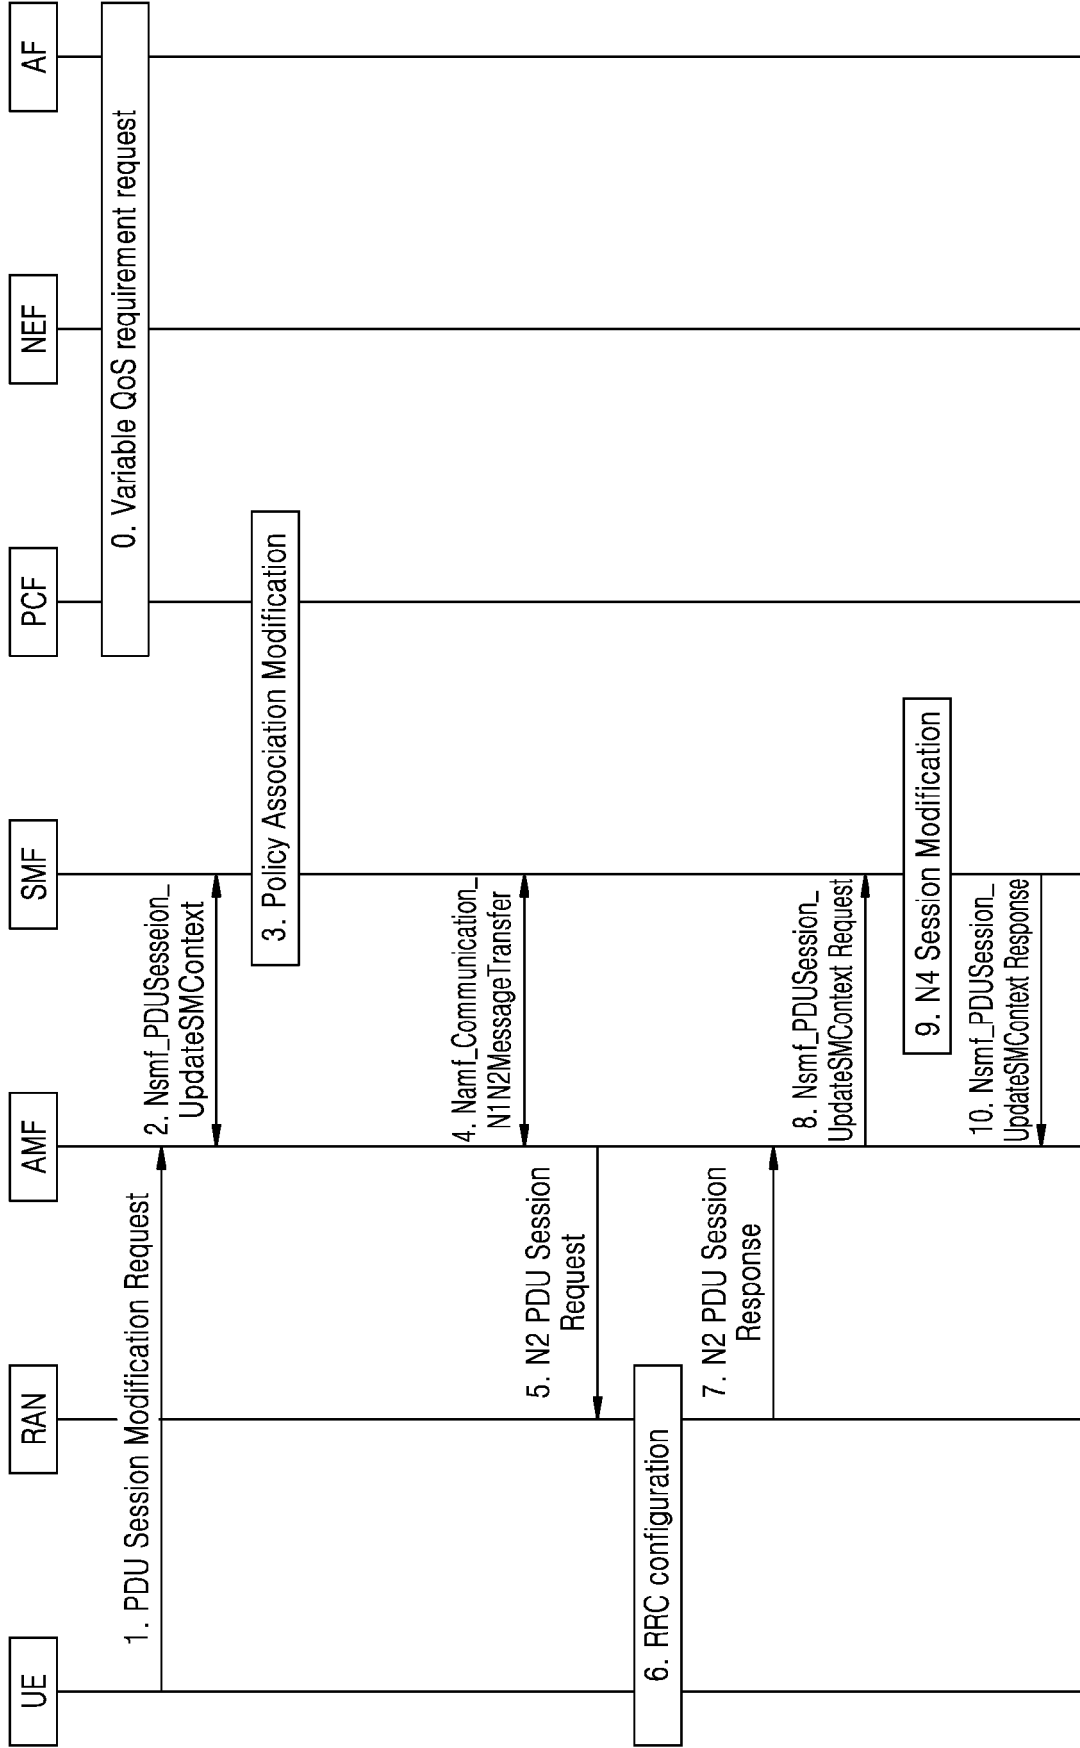 UE
RAN
AMF
SMF
PCF
NEF
AF
0. Variable QoS requirement request
1. PDU Session Modification Request
2. Nsmf_PDUSesseion_
UpdateSMContext
3. Policy Association Modification
4. Namf_Communication_
N1N2MessageTransfer
5. N2 PDU Session
Request
6. RRC configuration
7. N2 PDU Session
Response
8. Nsmf_PDUSession_
UpdateSMContext Request
9. N4 Session Modification
10. Nsmf_PDUSession_
UpdateSMContext Response